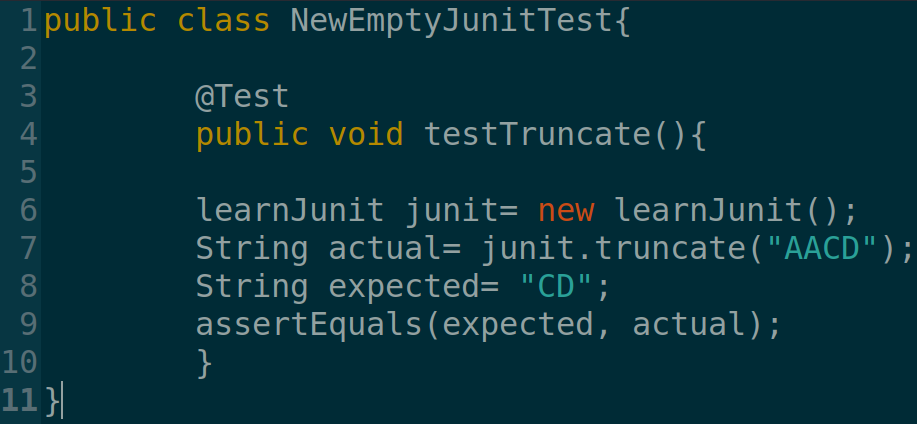 1 public class NewEmptyJunitTest{
2
3 @Test
4 public void testTruncate(){
5
6 learnJunit junit= new learnJunit();
7 String actual= junit.truncate("AACD");
8 String expected= "CD";
9 assertEquals(expected, actual);
10 }
11 }